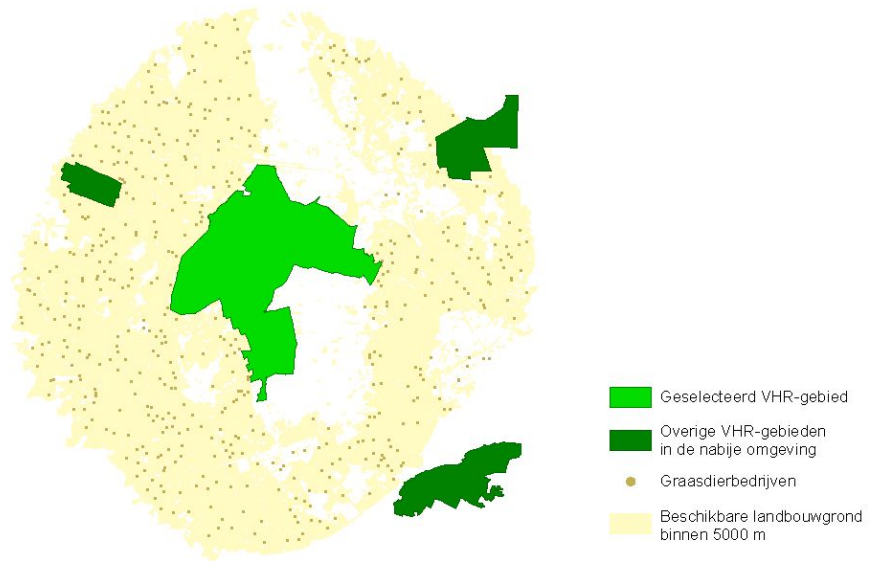 Geselecteerd VHR-gebied
Overige VHR-gebieden
in de nabije omgeving
Graasdierbedrijven
Beschikbare landbouwgrond
binnen 5000 m